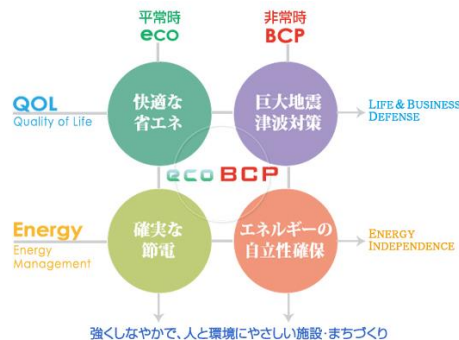 平常時
eco
非常時
BCP
QOL
Quality of Life
快適な
省エネ
巨大地震
津波対策
LIFE & BUSINESS
DEFENSE
eco BCP
Energy
Energy
Management
確実な
節電
エネルギーの
自立性確保
ENERGY
INDEPENDENCE
強くしなやかで、人と環境にやさしい施設・まちづくり